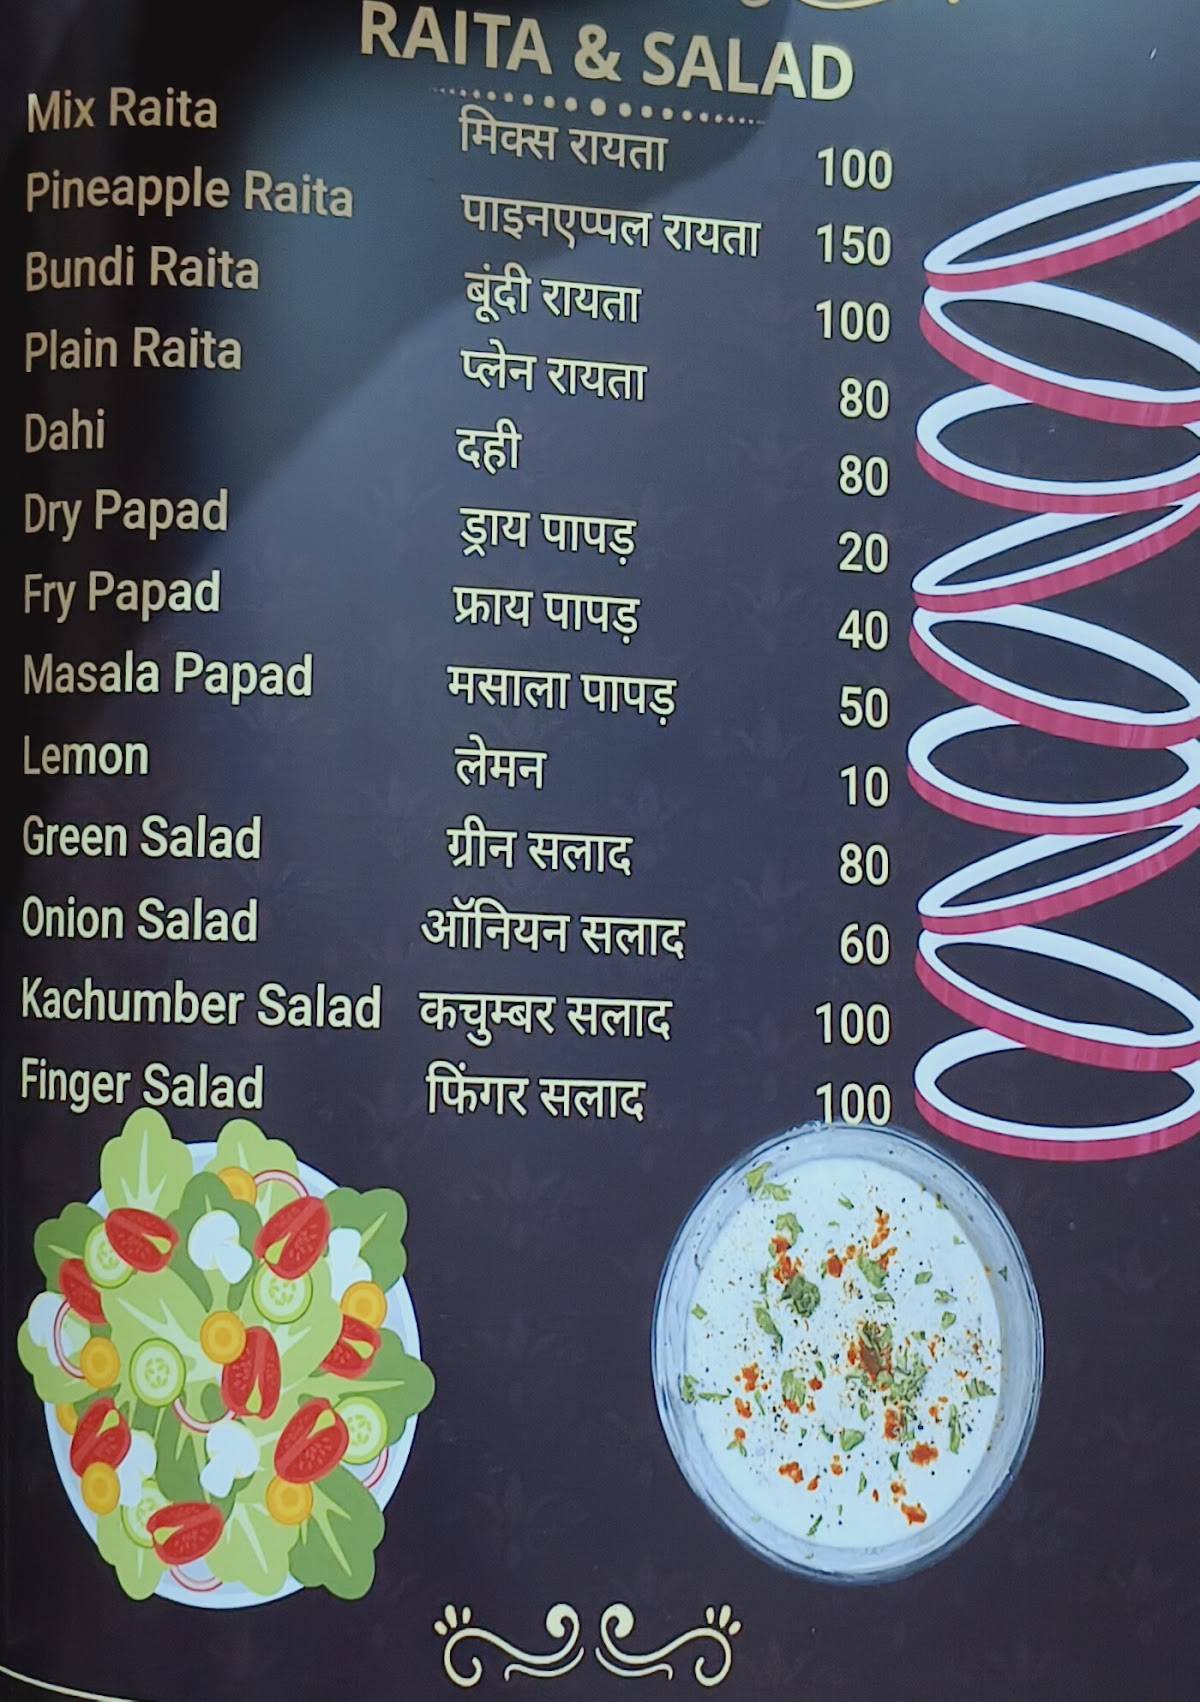 RAITA & SALAD
Mix Raita मिक्स रायता 100
Pineapple Raita पाइनएप्पल रायता 150
Bundi Raita बूंदी रायता 100
Plain Raita प्लेन रायता 80
Dahi दही 80
Dry Papad ड्राय पापड़ 20
Fry Papad फ्राय पापड़ 40
Masala Papad मसाला पापड़ 50
Lemon लेमन 10
Green Salad ग्रीन सलाद 80
Onion Salad ऑनियन सलाद 60
Kachumber Salad कचुम्बर सलाद 100
Finger Salad फिंगर सलाद 100